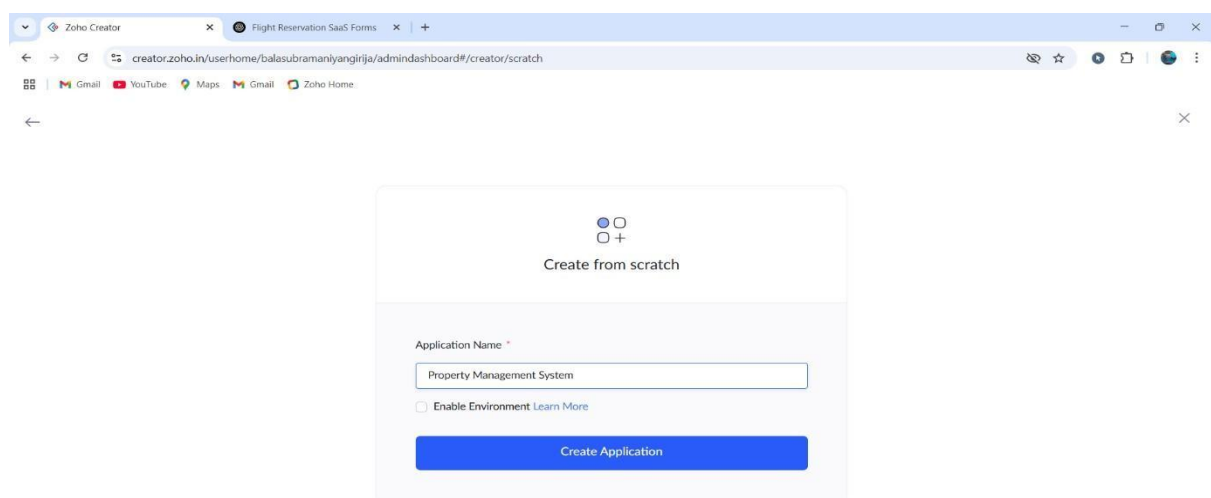 Zoho Creator
Flight Reservation SaaS Forms
creator.zoho.in/userhome/balasubramaniyangirija/admindashboard#/creator/scratch
Gmail YouTube Maps Gmail Zoho Home
Create from scratch
Application Name *
Property Management System
Enable Environment Learn More
Create Application